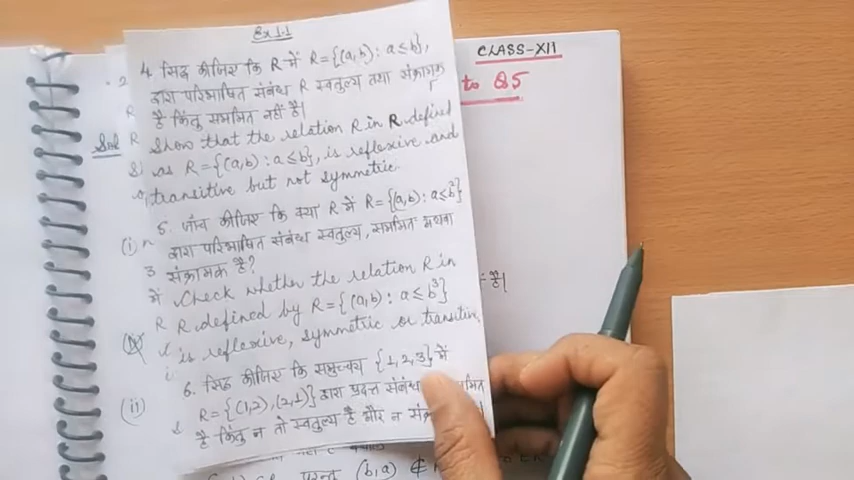 Ex 1.1
4. सिद्ध कीजिए कि R में R={(a,b): a≤b},
द्वारा परिभाषित संबंध R स्वतुल्य तथा संक्रामक
है किंतु सममित नहीं है।
Show that the relation R in R defined
as R={(a,b): a≤b}, is reflexive and
transitive but not symmetric.
5. जाँच कीजिए कि क्या R में R={(a,b): a≤b³}
द्वारा परिभाषित संबंध स्वतुल्य, सममित अथवा
संक्रामक है?
Check whether the relation R in
R defined by R={(a,b): a≤b³}
is reflexive, symmetric or transitive.
6. सिद्ध कीजिए कि समुच्चय {1,2,3} में
R={(1,2),(2,1)} द्वारा प्रदत्त संबंध
है किंतु न तो स्वतुल्य है और न
CLASS-XII
to Q5
Sol
(i)
(ii)
है।
परन्तु (b,a) ∉